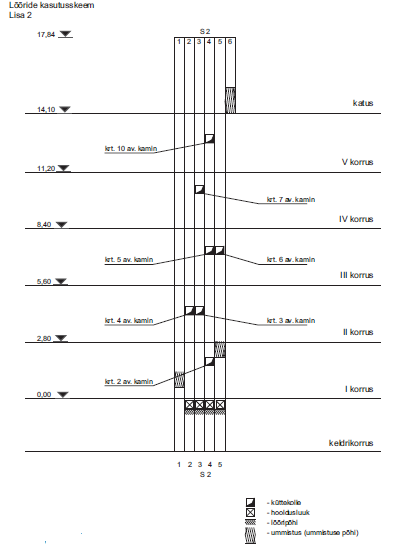 Lõõride kasutusskeem
Lisa 2
17,84
S 2
1 2 3 4 5 6
14,10
katus
krt. 10 av. kamin
11,20
V korrus
krt. 7 av. kamin
8,40
IV korrus
krt. 5 av. kamin
krt. 6 av. kamin
5,60
III korrus
krt. 4 av. kamin
krt. 3 av. kamin
2,80
II korrus
krt. 2 av. kamin
0,00
I korrus
keldrikorrus
1 2 3 4 5
S 2
- küttekolle
- hooldusluuk
- lõõripõhi
- ummistus (ummistuse põhi)